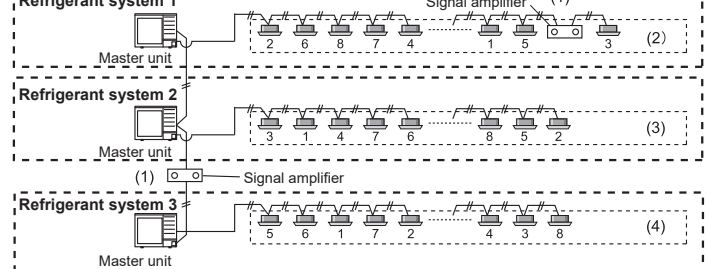 Refrigerant system 1
Signal amplifier (1)
2 6 8 7 4 1 5 3 (2)
Master unit
Refrigerant system 2
3 1 4 7 6 8 5 2 (3)
Master unit
(1) Signal amplifier
Refrigerant system 3
5 6 1 7 2 4 3 8 (4)
Master unit